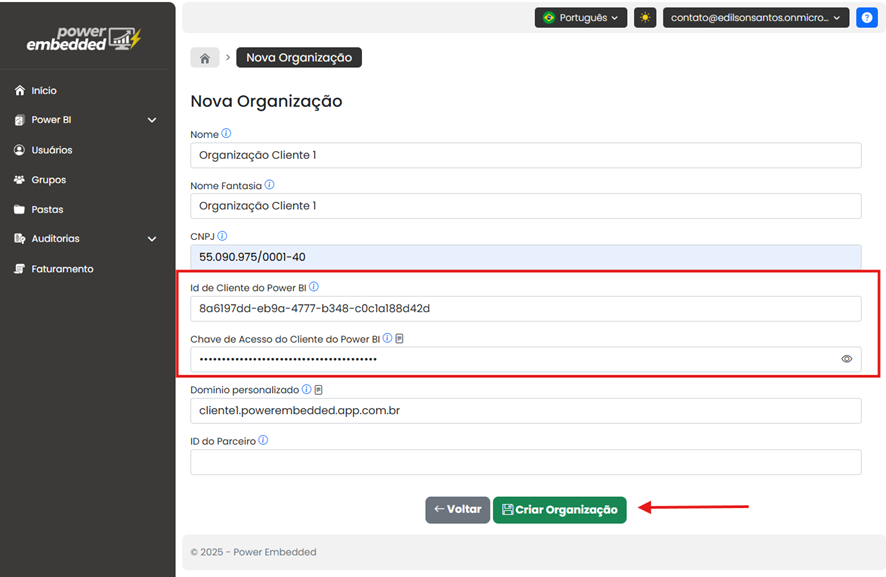 Português
contato@edilsonsantos.onmicro...
power
embedded
Nova Organização
Início
Power BI
Usuários
Grupos
Pastas
Auditorias
Faturamento
Nova Organização
Nome
Organização Cliente 1
Nome Fantasia
Organização Cliente 1
CNPJ
55.090.975/0001-40
Id de Cliente do Power BI
8a6197dd-eb9a-4777-b348-c0c1a188d42d
Chave de Acesso do Cliente do Power BI
••••••••••••••••••••••••••••••••••••••••
Domínio personalizado
cliente1.powerembedded.app.com.br
ID do Parceiro
Voltar
Criar Organização
© 2025 - Power Embedded